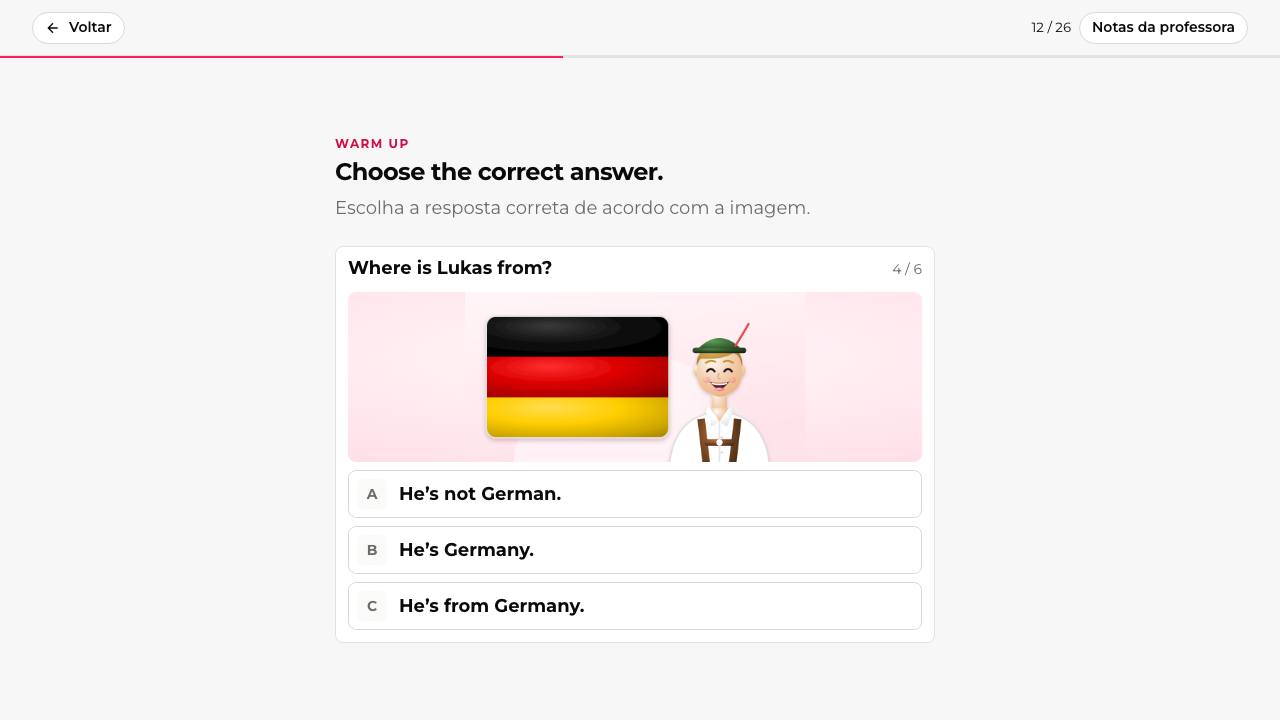 Voltar
12 / 26
Notas da professora
WARM UP
Choose the correct answer.
Escolha a resposta correta de acordo com a imagem.
Where is Lukas from?
4 / 6
A He’s not German.
B He’s Germany.
C He’s from Germany.